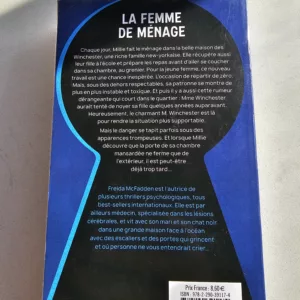 LA FEMME
DE MÉNAGE
Chaque jour, Millie fait le ménage dans la belle maison des
Winchester, une riche famille new-yorkaise. Elle récupère aussi
leur fille à l'école et prépare les repas avant d'aller se coucher
dans sa chambre, au grenier. Pour la jeune femme, ce nouveau
travail est une chance inespérée. L'occasion de repartir de zéro.
Mais, sous des dehors respectables, sa patronne se montre de
plus en plus instable et toxique. Et puis il y a aussi cette rumeur
dérangeante qui court dans le quartier : Mme Winchester aurait
tenté de noyer sa fille quelques années auparavant.
Heureusement, le charmant M. Winchester est là
pour rendre la situation plus supportable.
Mais le danger se tapit parfois sous des
apparences trompeuses. Et lorsque Millie
découvre que la porte de sa chambre
mansardée ne ferme que de
l'extérieur, il est peut-être
déjà trop tard...
Freida McFadden est l'autrice de
plusieurs thrillers psychologiques, tous
best-sellers internationaux. Elle est par
ailleurs médecin, spécialisée dans les lésions
cérébrales, et vit avec son mari et son chat noir
dans une grande maison face à l'océan
avec des escaliers et des portes qui grincent
et où personne ne vous entendrait crier...
Prix France : 8,60 €
ISBN : 978-2-290-39117-4